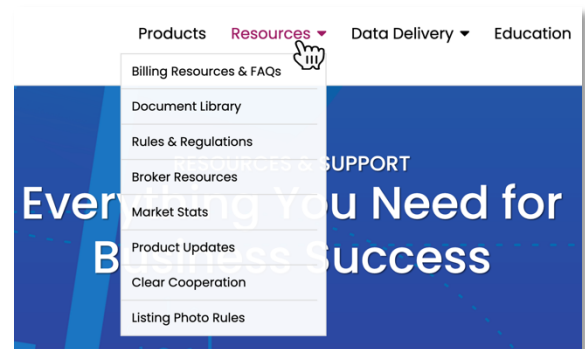 Products Resources Data Delivery Education
Billing Resources & FAQs
Document Library
Rules & Regulations
Broker Resources
Market Stats
Product Updates
Clear Cooperation
Listing Photo Rules
RESOURCES & SUPPORT
Everything You Need for
Business Success